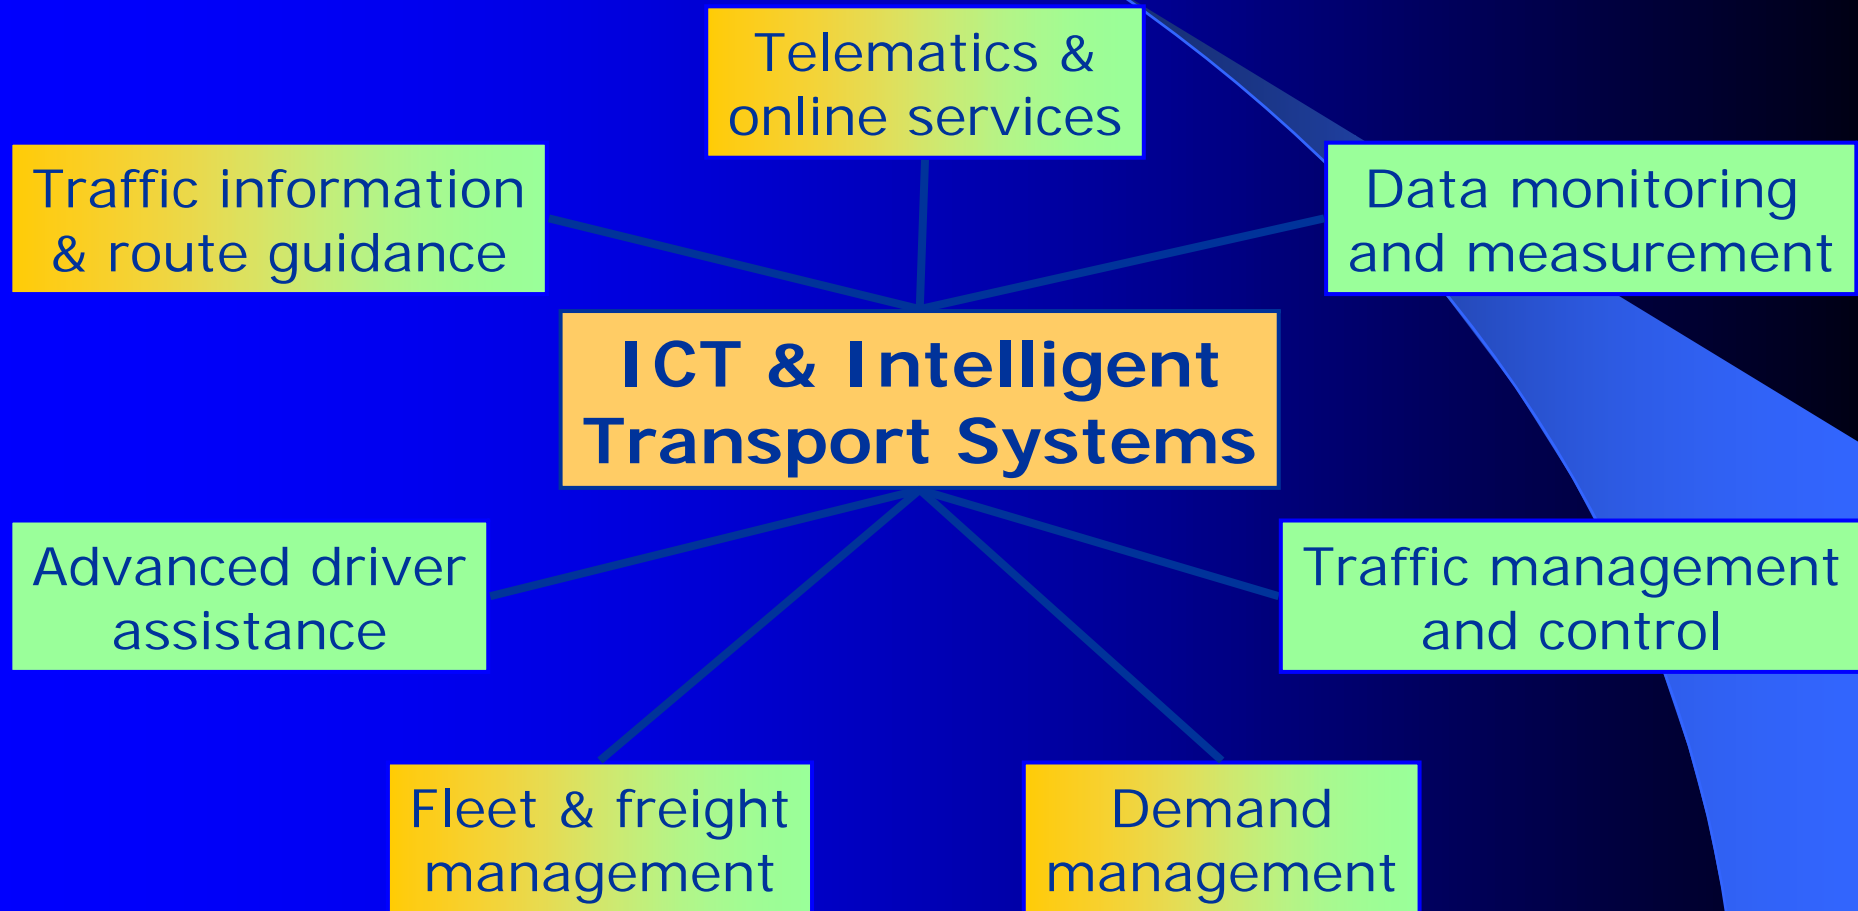 Telematics &
online services
Traffic information
& route guidance
Data monitoring
and measurement
ICT & Intelligent
Transport Systems
Advanced driver
assistance
Traffic management
and control
Fleet & freight
management
Demand
management